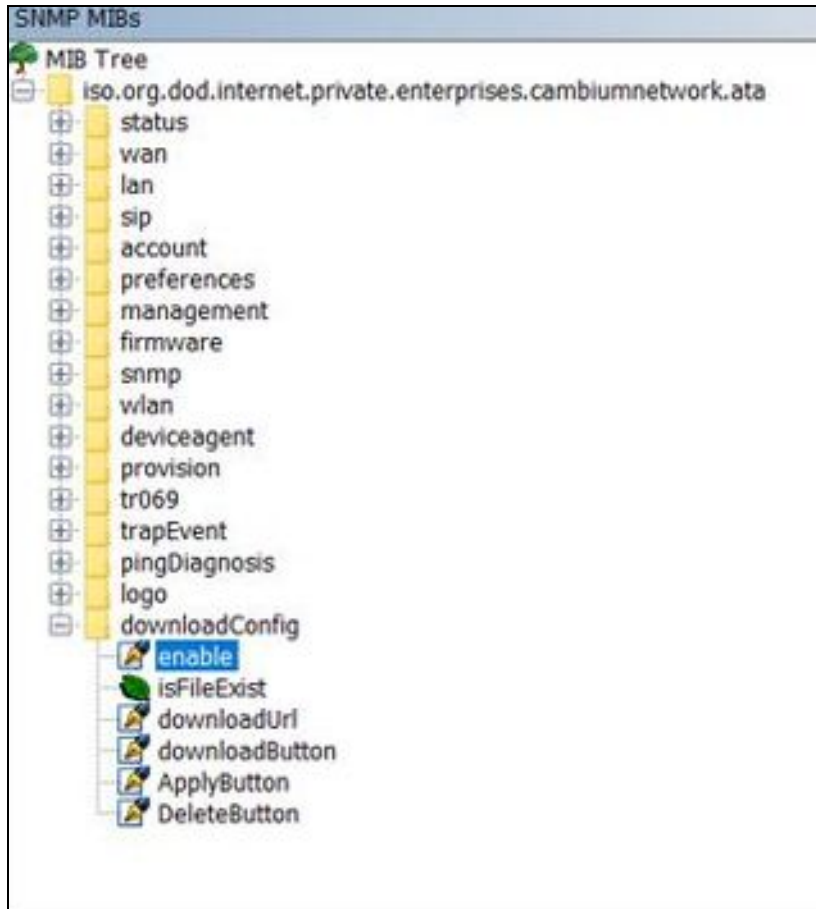 SNMP MIBs
MIB Tree
iso.org.dod.internet.private.enterprises.cambiumnetwork.ata
status
wan
lan
sip
account
preferences
management
firmware
snmp
wlan
deviceagent
provision
tr069
trapEvent
pingDiagnosis
logo
downloadConfig
enable
isFileExist
downloadUrl
downloadButton
ApplyButton
DeleteButton